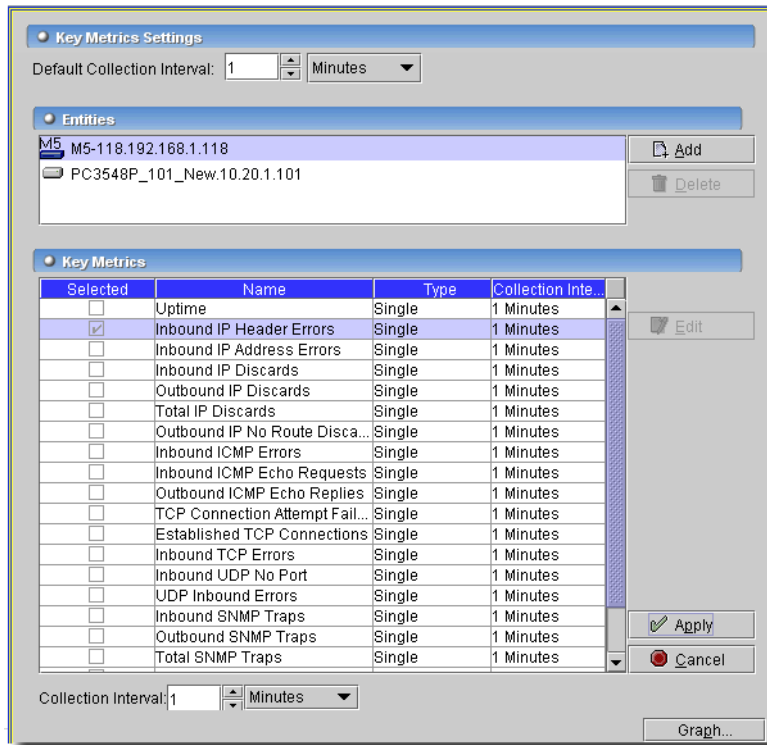 Key Metrics Settings
Default Collection Interval: 1 Minutes
Entities
M5 M5-118.192.168.1.118
PC3548P_101_New.10.20.1.101
Add
Delete
Key Metrics
Selected Name Type Collection Inte...
Uptime Single 1 Minutes
Inbound IP Header Errors Single 1 Minutes
Inbound IP Address Errors Single 1 Minutes
Inbound IP Discards Single 1 Minutes
Outbound IP Discards Single 1 Minutes
Total IP Discards Single 1 Minutes
Outbound IP No Route Disca... Single 1 Minutes
Inbound ICMP Errors Single 1 Minutes
Inbound ICMP Echo Requests Single 1 Minutes
Outbound ICMP Echo Replies Single 1 Minutes
TCP Connection Attempt Fail... Single 1 Minutes
Established TCP Connections Single 1 Minutes
Inbound TCP Errors Single 1 Minutes
Inbound UDP No Port Single 1 Minutes
UDP Inbound Errors Single 1 Minutes
Inbound SNMP Traps Single 1 Minutes
Outbound SNMP Traps Single 1 Minutes
Total SNMP Traps Single 1 Minutes
Edit
Apply
Cancel
Collection Interval: 1 Minutes
Graph...